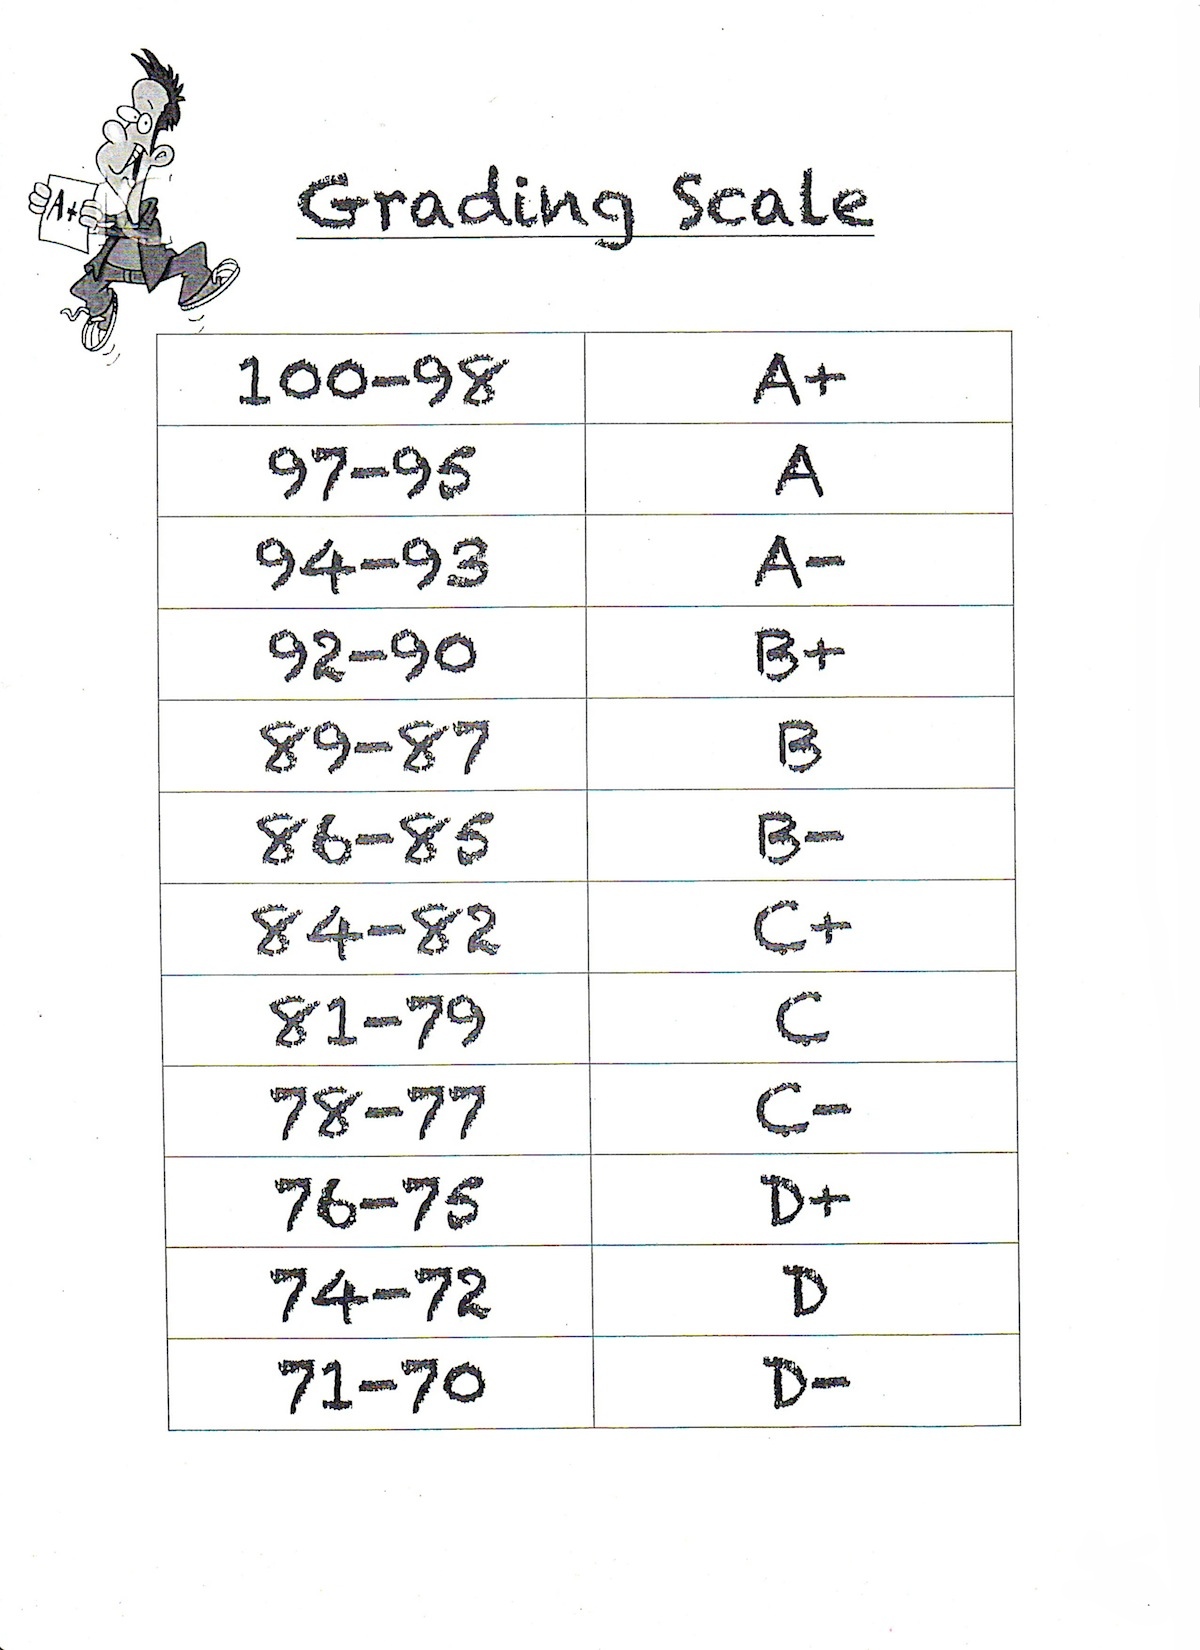 A+
Grading Scale
100-98 A+
97-95 A
94-93 A-
92-90 B+
89-87 B
86-85 B-
84-82 C+
81-79 C
78-77 C-
76-75 D+
74-72 D
71-70 D-